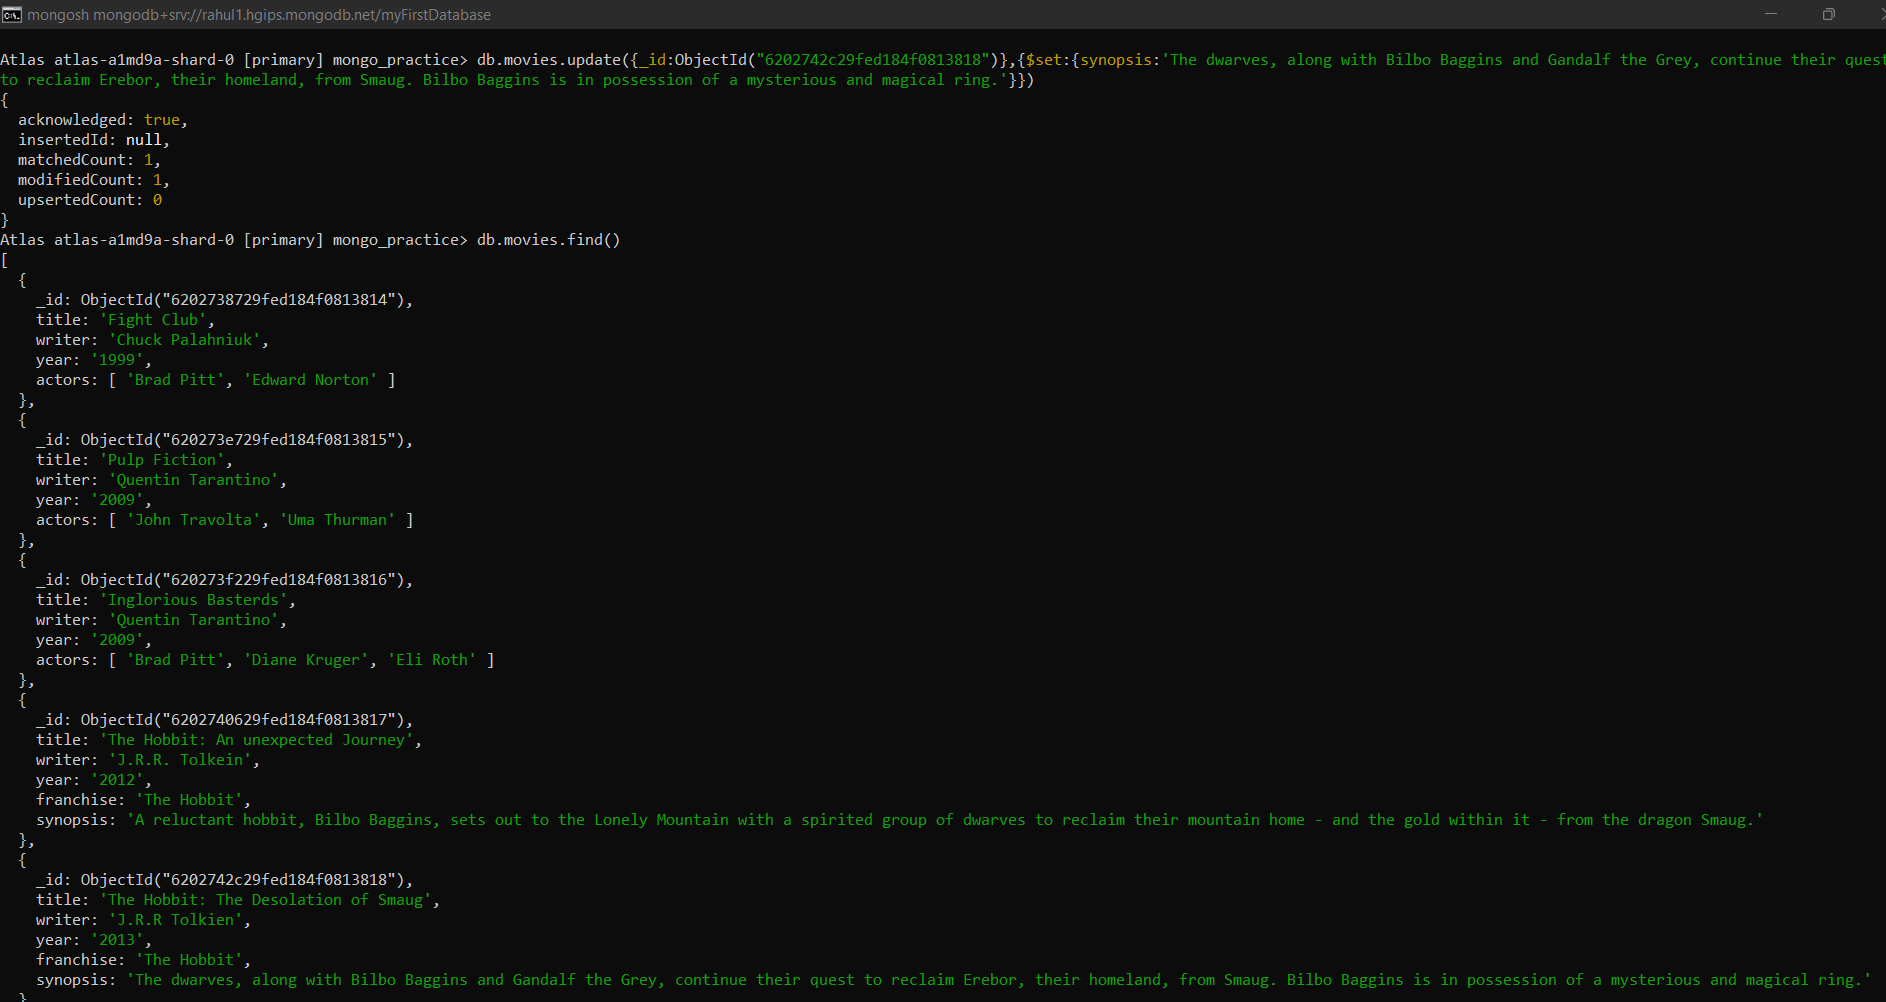 mongosh mongodb+srv://rahul1.hgips.mongodb.net/myFirstDatabase
Atlas atlas-a1md9a-shard-0 [primary] mongo_practice> db.movies.update({_id:ObjectId("6202742c29fed184f0813818")},{$set:{synopsis:'The dwarves, along with Bilbo Baggins and Gandalf the Grey, continue their quest
to reclaim Erebor, their homeland, from Smaug. Bilbo Baggins is in possession of a mysterious and magical ring.'}})
{
  acknowledged: true,
  insertedId: null,
  matchedCount: 1,
  modifiedCount: 1,
  upsertedCount: 0
}
Atlas atlas-a1md9a-shard-0 [primary] mongo_practice> db.movies.find()
[
  {
    _id: ObjectId("6202738729fed184f0813814"),
    title: 'Fight Club',
    writer: 'Chuck Palahniuk',
    year: '1999',
    actors: [ 'Brad Pitt', 'Edward Norton' ]
  },
  {
    _id: ObjectId("620273e729fed184f0813815"),
    title: 'Pulp Fiction',
    writer: 'Quentin Tarantino',
    year: '2009',
    actors: [ 'John Travolta', 'Uma Thurman' ]
  },
  {
    _id: ObjectId("620273f229fed184f0813816"),
    title: 'Inglorious Basterds',
    writer: 'Quentin Tarantino',
    year: '2009',
    actors: [ 'Brad Pitt', 'Diane Kruger', 'Eli Roth' ]
  },
  {
    _id: ObjectId("6202740629fed184f0813817"),
    title: 'The Hobbit: An unexpected Journey',
    writer: 'J.R.R. Tolkein',
    year: '2012',
    franchise: 'The Hobbit',
    synopsis: 'A reluctant hobbit, Bilbo Baggins, sets out to the Lonely Mountain with a spirited group of dwarves to reclaim their mountain home - and the gold within it - from the dragon Smaug.'
  },
  {
    _id: ObjectId("6202742c29fed184f0813818"),
    title: 'The Hobbit: The Desolation of Smaug',
    writer: 'J.R.R Tolkien',
    year: '2013',
    franchise: 'The Hobbit',
    synopsis: 'The dwarves, along with Bilbo Baggins and Gandalf the Grey, continue their quest to reclaim Erebor, their homeland, from Smaug. Bilbo Baggins is in possession of a mysterious and magical ring.'
  }